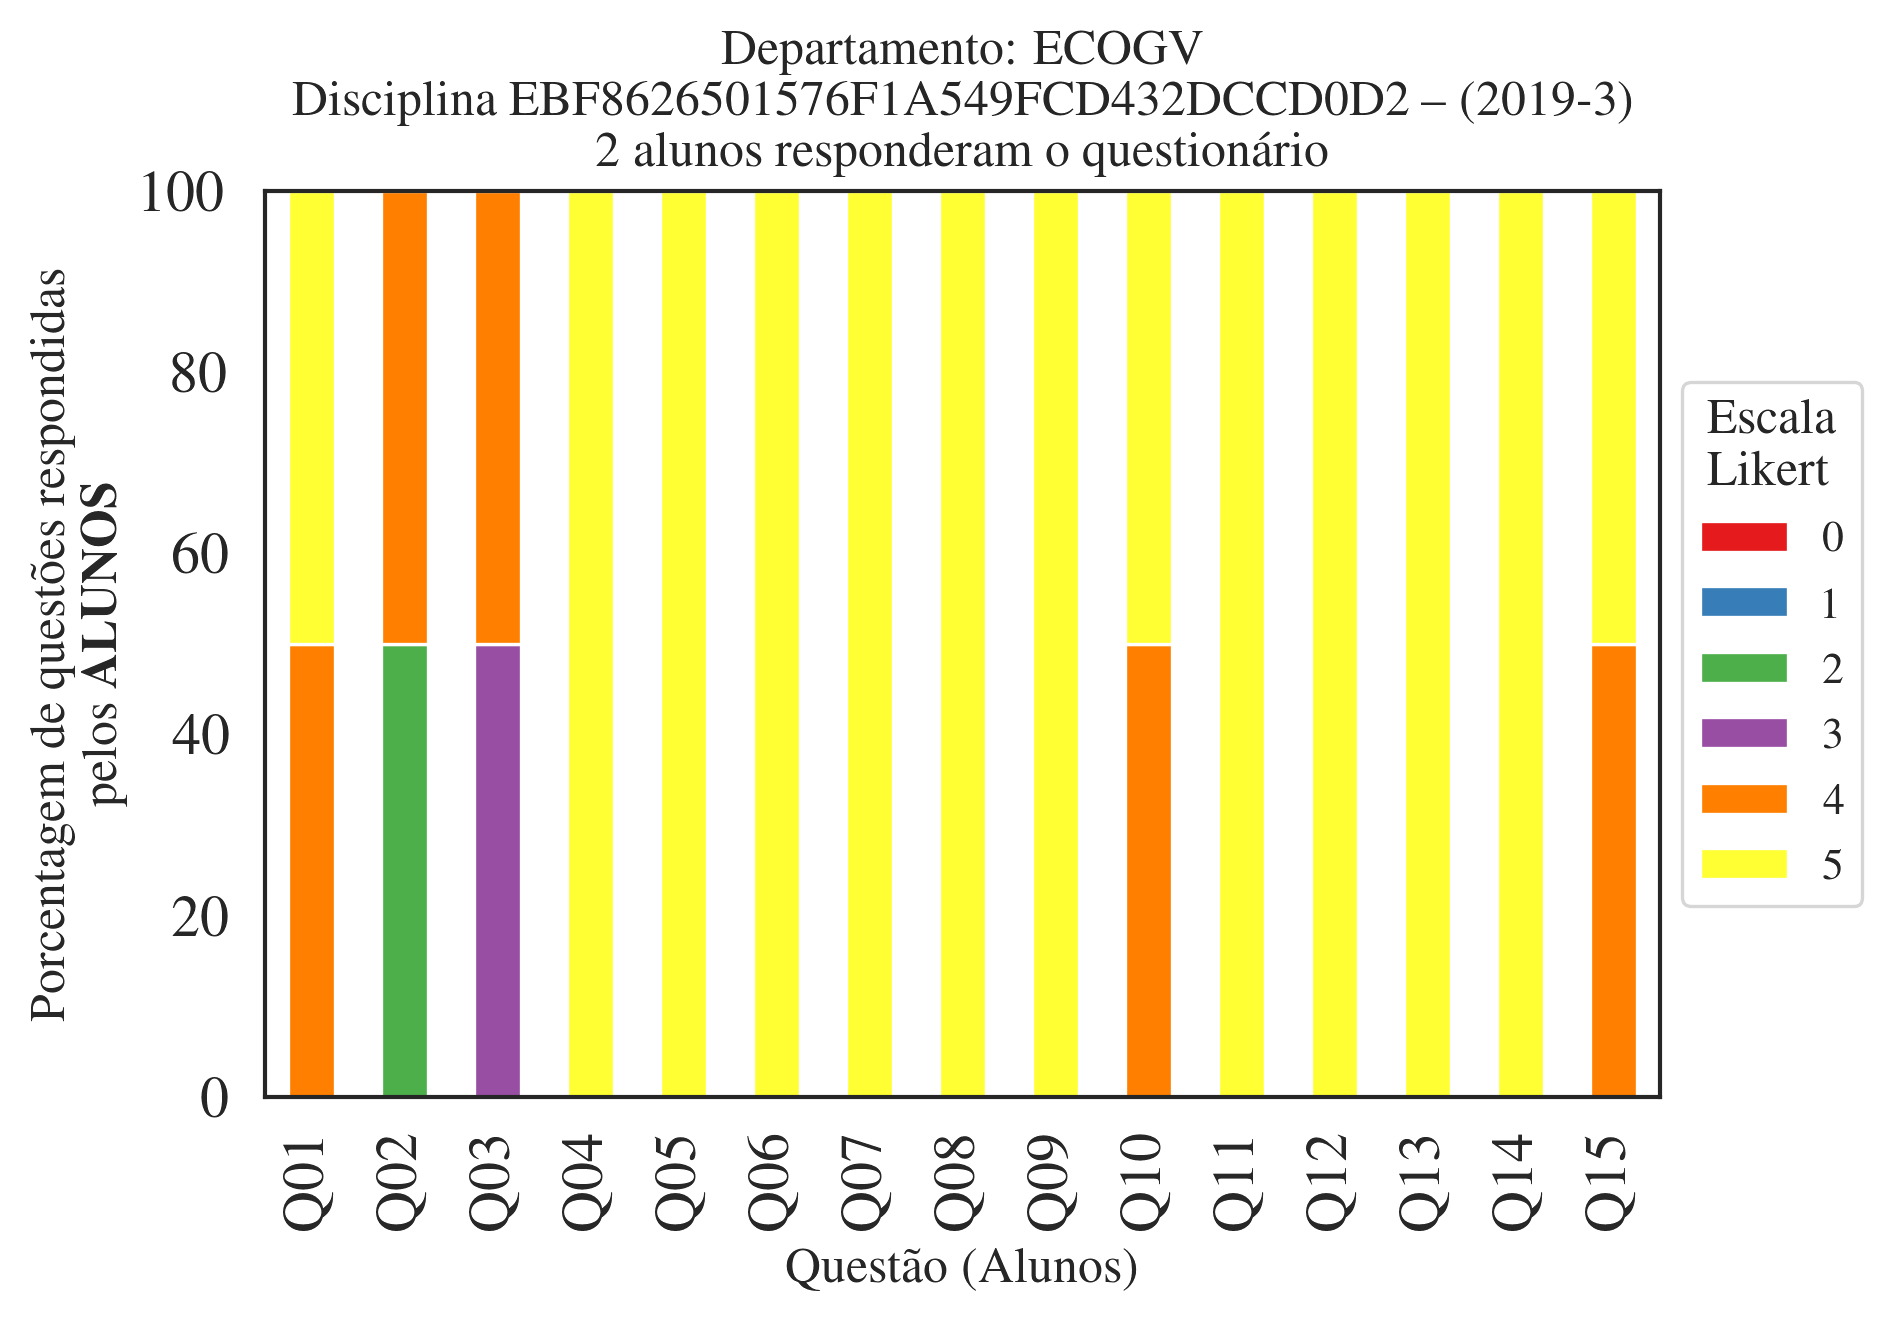 Departamento: ECOGV
Disciplina EBF8626501576F1A549FCD432DCCD0D2 – (2019-3)
2 alunos responderam o questionário
Porcentagem de questões respondidas
pelos ALUNOS
100
80
60
40
20
0
Q01
Q02
Q03
Q04
Q05
Q06
Q07
Q08
Q09
Q10
Q11
Q12
Q13
Q14
Q15
Questão (Alunos)
Escala
Likert
0
1
2
3
4
5